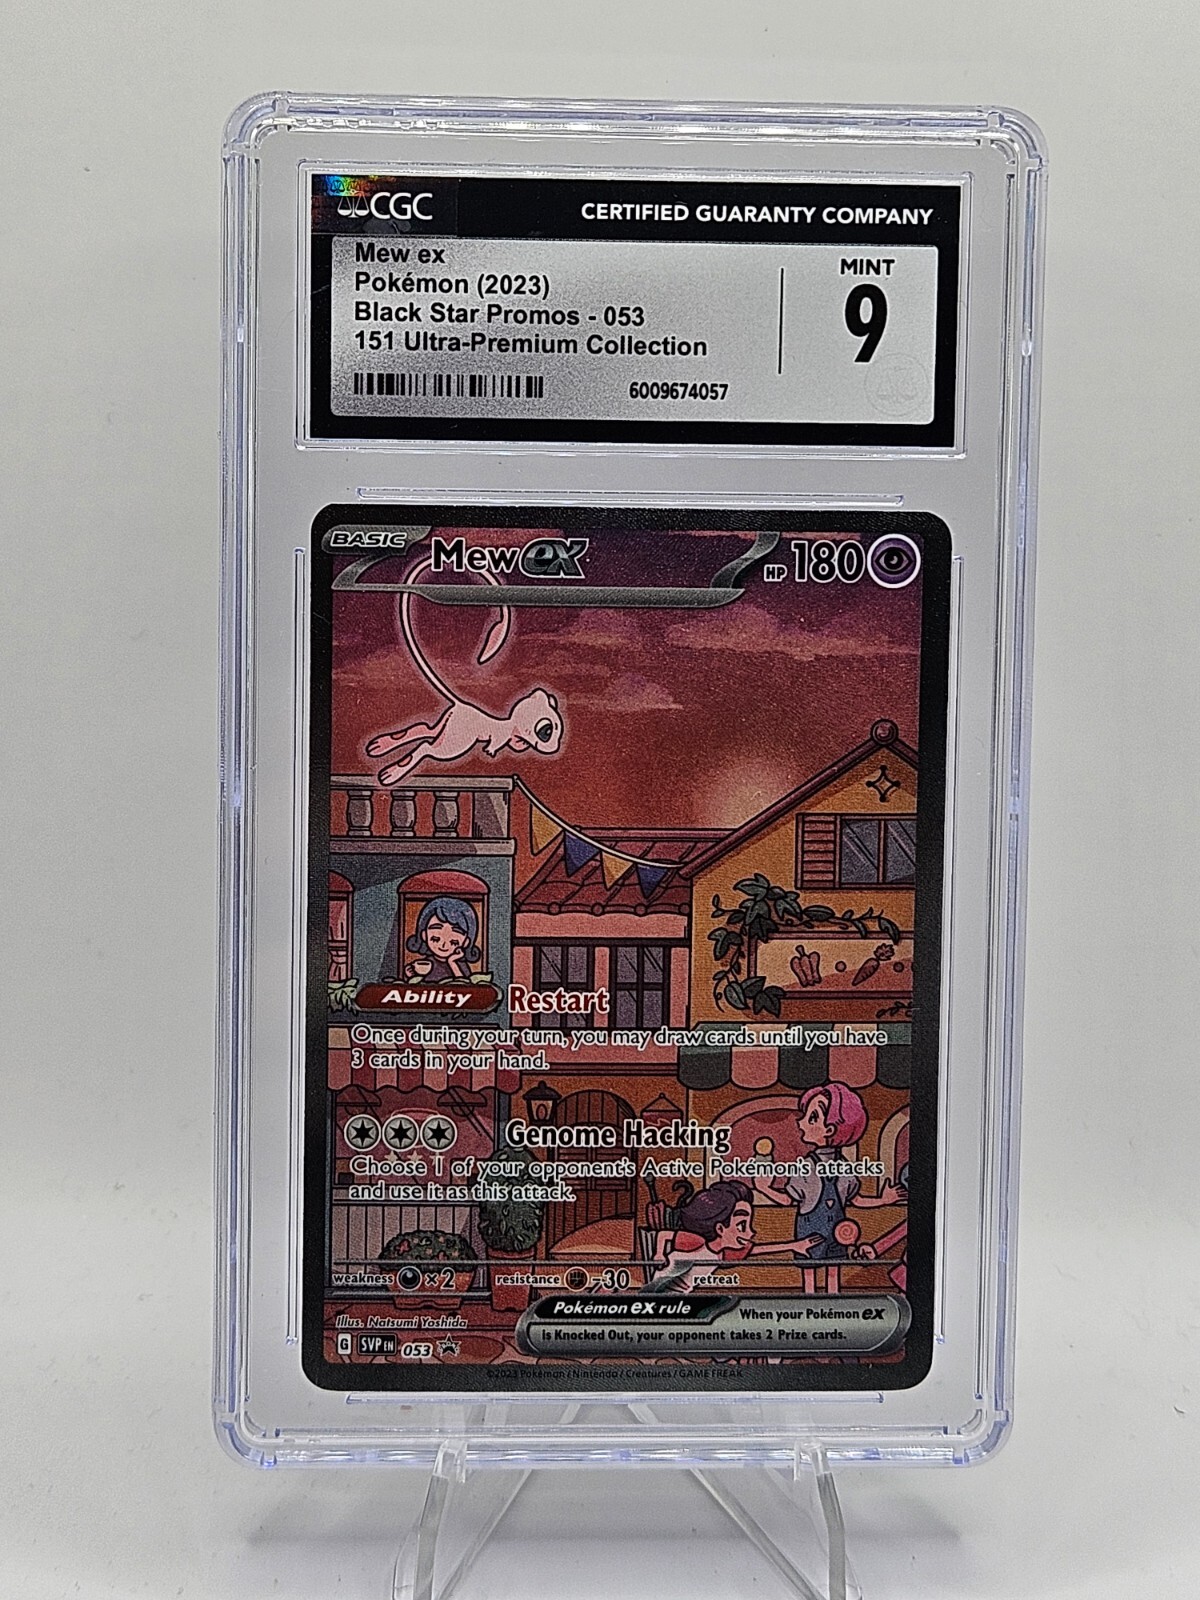 CGC CERTIFIED GUARANTY COMPANY
Mew ex
Pokémon (2023)
Black Star Promos - 053
151 Ultra-Premium Collection
6009674057
MINT
9
BASIC
Mew ex
HP 180
Ability Restart
Once during your turn, you may draw cards until you have
3 cards in your hand.
Genome Hacking
Choose 1 of your opponent's Active Pokémon's attacks
and use it as this attack.
weakness ×2 resistance -30 retreat
Pokémon ex rule When your Pokémon ex
is Knocked Out, your opponent takes 2 Prize cards.
Illus. Natsumi Yoshida
G SVP EN 053
©2023 Pokémon / Nintendo / Creatures / GAME FREAK